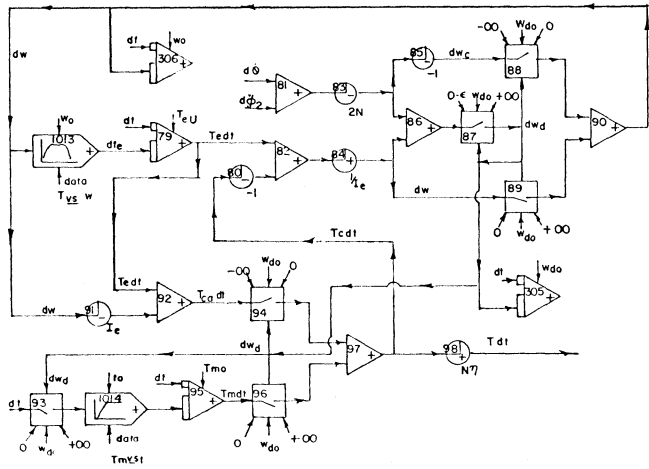 dw
dt
wo
306
dφ̇
dφ̇2
81
83
2N
85
-1
dwc
-∞
wdo
0
88
0-ε wdo +∞
86
87
dwd
90
wo
1013
data
T vs w
dte
dt
79
Teu
Tedt
80
-1
82
84
1/Ie
dw
89
0
wdo
+∞
Tcdt
dt
wdo
305
Tedt
dw
91
Ie
92
Tca dt
-∞
wdo
0
94
dwd
97
98
Nη
Tdt
dwd
dt
93
0
+∞
to
1014
data
Tm vs t
dt
Tmo
95
Tmdt
96
0
wdo
+∞